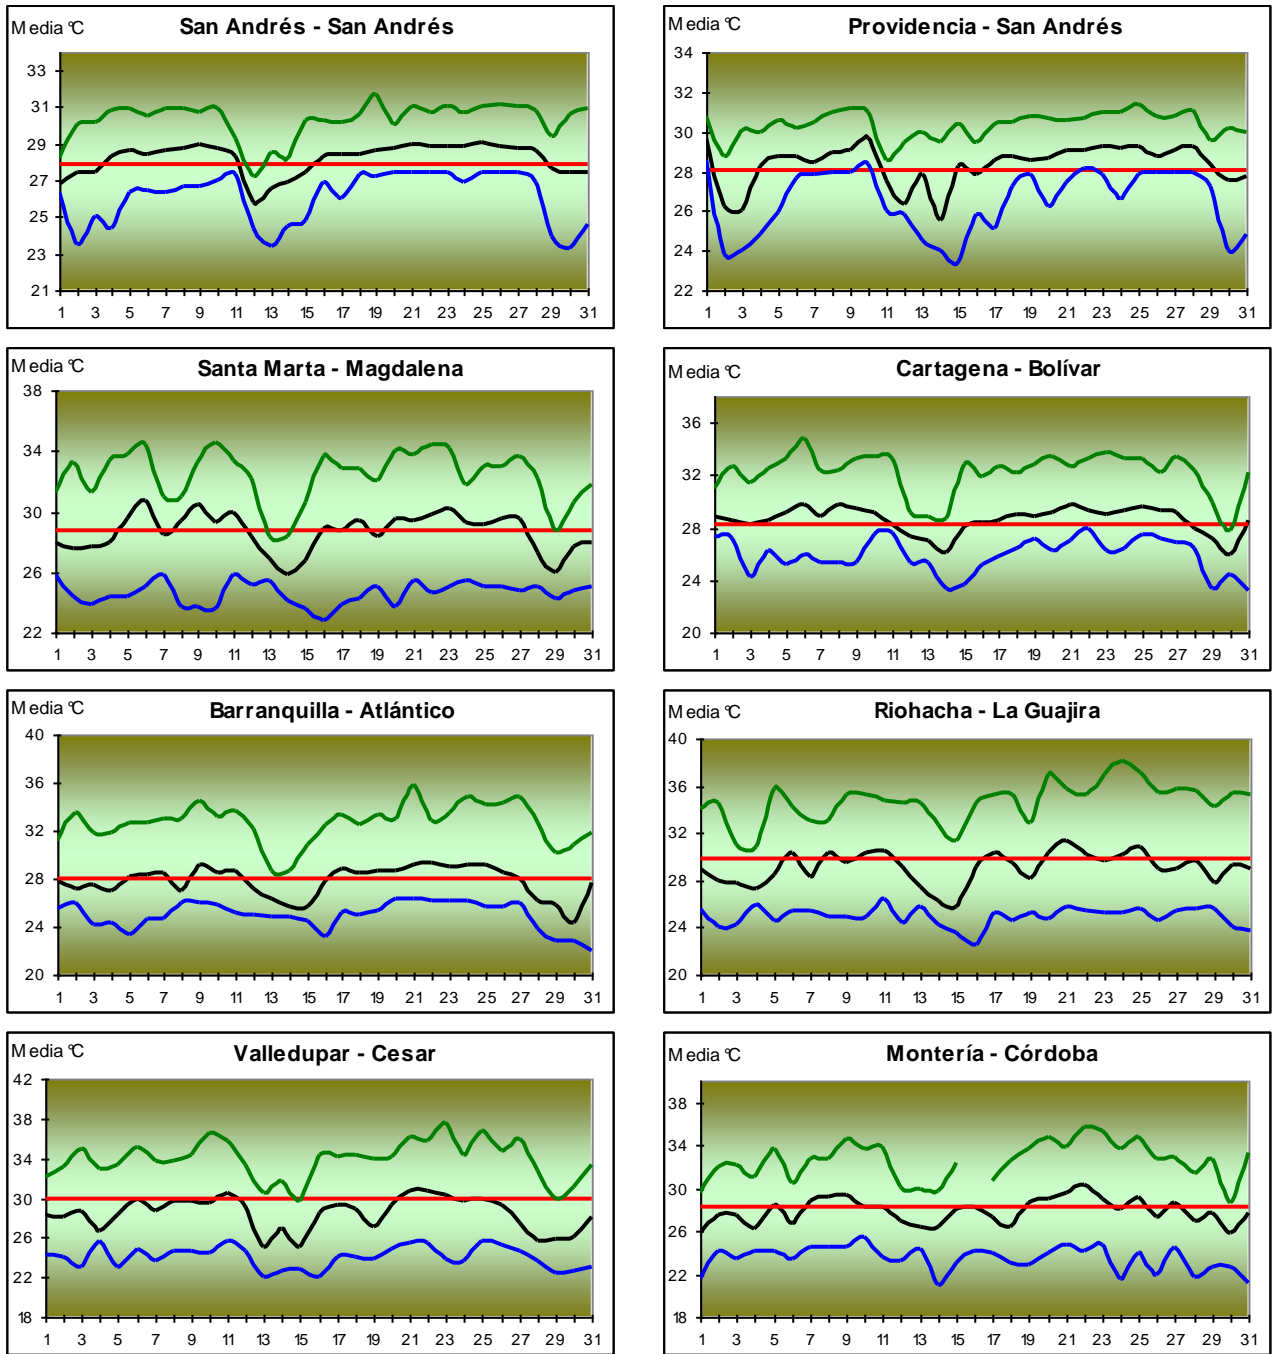 Media ºC
San Andrés - San Andrés
33
31
29
27
25
23
21
1 3 5 7 9 11 13 15 17 19 21 23 25 27 29 31
Media ºC
Providencia - San Andrés
34
32
30
28
26
24
22
1 3 5 7 9 11 13 15 17 19 21 23 25 27 29 31
Media ºC
Santa Marta - Magdalena
38
34
30
26
22
1 3 5 7 9 11 13 15 17 19 21 23 25 27 29 31
Media ºC
Cartagena - Bolívar
36
32
28
24
20
1 3 5 7 9 11 13 15 17 19 21 23 25 27 29 31
Media ºC
Barranquilla - Atlántico
40
36
32
28
24
20
1 3 5 7 9 11 13 15 17 19 21 23 25 27 29 31
Media ºC
Riohacha - La Guajira
40
36
32
28
24
20
1 3 5 7 9 11 13 15 17 19 21 23 25 27 29 31
Media ºC
Valledupar - Cesar
42
38
34
30
26
22
18
1 3 5 7 9 11 13 15 17 19 21 23 25 27 29 31
Media ºC
Montería - Córdoba
38
34
30
26
22
18
1 3 5 7 9 11 13 15 17 19 21 23 25 27 29 31